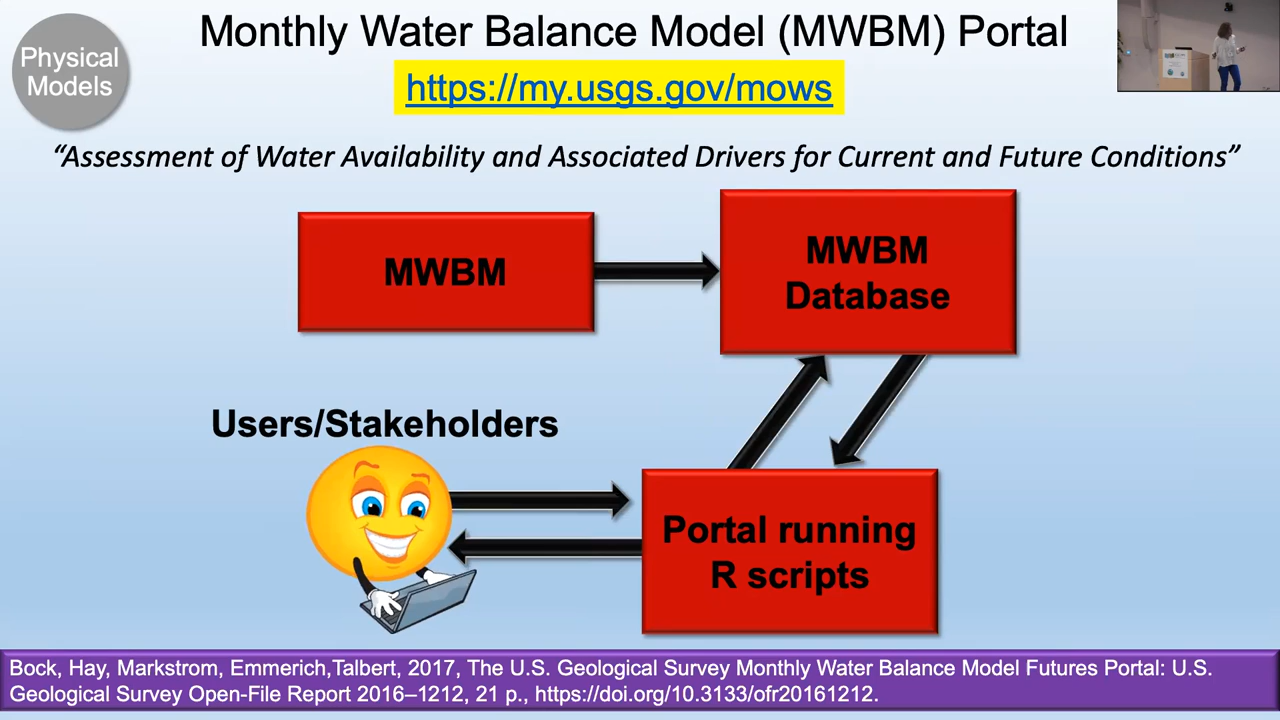 Physical
Models
Monthly Water Balance Model (MWBM) Portal
https://my.usgs.gov/mows
“Assessment of Water Availability and Associated Drivers for Current and Future Conditions”
MWBM
MWBM
Database
Users/Stakeholders
Portal running
R scripts
Bock, Hay, Markstrom, Emmerich,Talbert, 2017, The U.S. Geological Survey Monthly Water Balance Model Futures Portal: U.S.
Geological Survey Open-File Report 2016–1212, 21 p., https://doi.org/10.3133/ofr20161212.